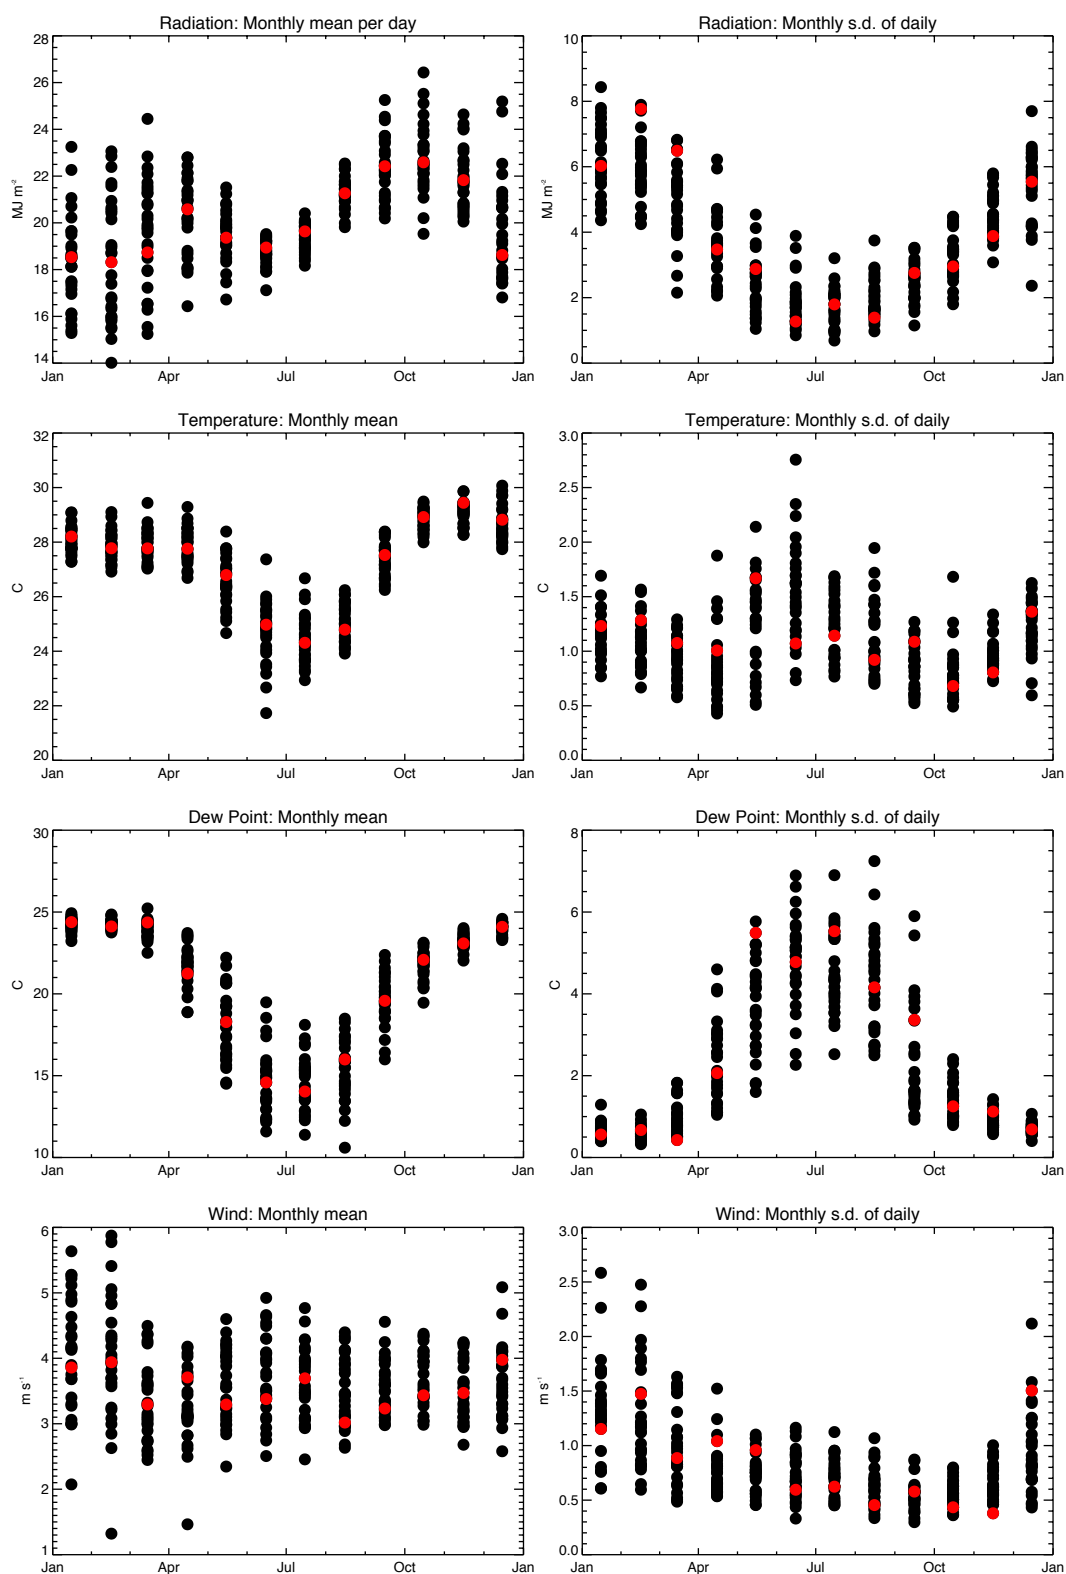 Radiation: Monthly mean per day
28
26
24
22
20
18
16
14
MJ m⁻²
Jan Apr Jul Oct Jan
Radiation: Monthly s.d. of daily
10
8
6
4
2
0
MJ m⁻²
Jan Apr Jul Oct Jan
Temperature: Monthly mean
32
30
28
26
24
22
20
C
Jan Apr Jul Oct Jan
Temperature: Monthly s.d. of daily
3.0
2.5
2.0
1.5
1.0
0.5
0.0
C
Jan Apr Jul Oct Jan
Dew Point: Monthly mean
30
25
20
15
10
C
Jan Apr Jul Oct Jan
Dew Point: Monthly s.d. of daily
8
6
4
2
0
C
Jan Apr Jul Oct Jan
Wind: Monthly mean
6
5
4
3
2
1
m s⁻¹
Jan Apr Jul Oct Jan
Wind: Monthly s.d. of daily
3.0
2.5
2.0
1.5
1.0
0.5
0.0
m s⁻¹
Jan Apr Jul Oct Jan